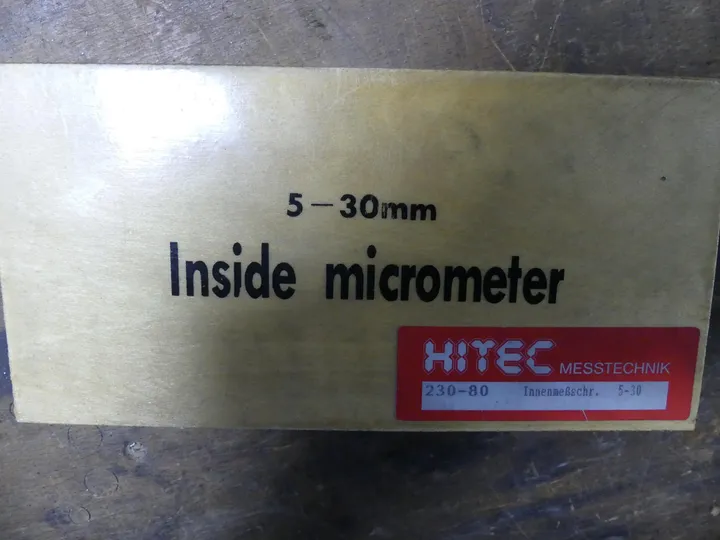 5-30mm
Inside micrometer
HITEC MESSTECHNIK
230-80 Innenmeßschr. 5-30